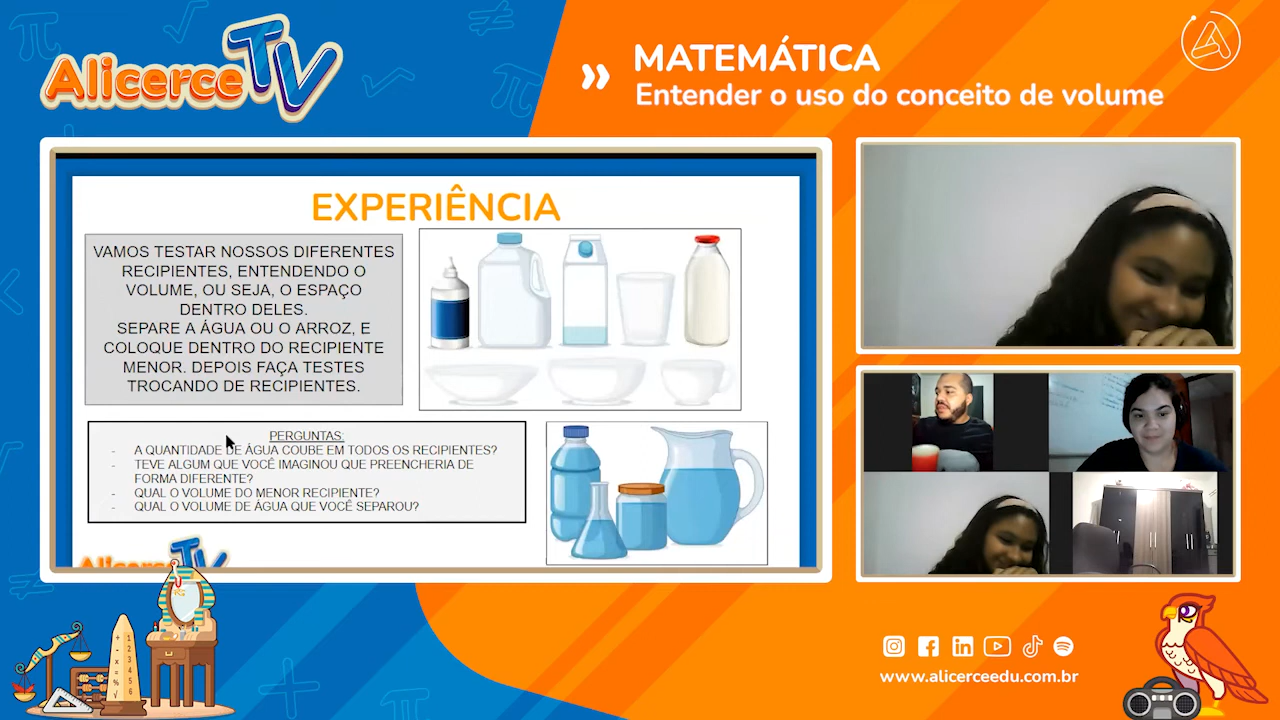 Alicerce TV
MATEMÁTICA
Entender o uso do conceito de volume
EXPERIÊNCIA
VAMOS TESTAR NOSSOS DIFERENTES
RECIPIENTES, ENTENDENDO O
VOLUME, OU SEJA, O ESPAÇO
DENTRO DELES.
SEPARE A ÁGUA OU O ARROZ, E
COLOQUE DENTRO DO RECIPIENTE
MENOR. DEPOIS FAÇA TESTES
TROCANDO DE RECIPIENTES.
PERGUNTAS:
- A QUANTIDADE DE ÁGUA COUBE EM TODOS OS RECIPIENTES?
- TEVE ALGUM QUE VOCÊ IMAGINOU QUE PREENCHERIA DE
FORMA DIFERENTE?
- QUAL O VOLUME DO MENOR RECIPIENTE?
- QUAL O VOLUME DE ÁGUA QUE VOCÊ SEPAROU?
Alicerce TV
www.alicerceedu.com.br